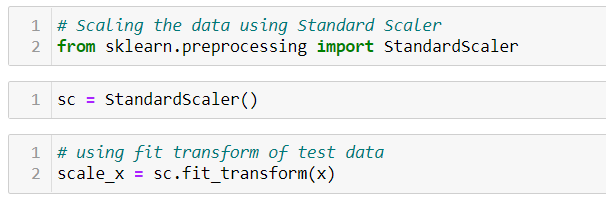 1 # Scaling the data using Standard Scaler
2 from sklearn.preprocessing import StandardScaler
1 sc = StandardScaler()
1 # using fit transform of test data
2 scale_x = sc.fit_transform(x)